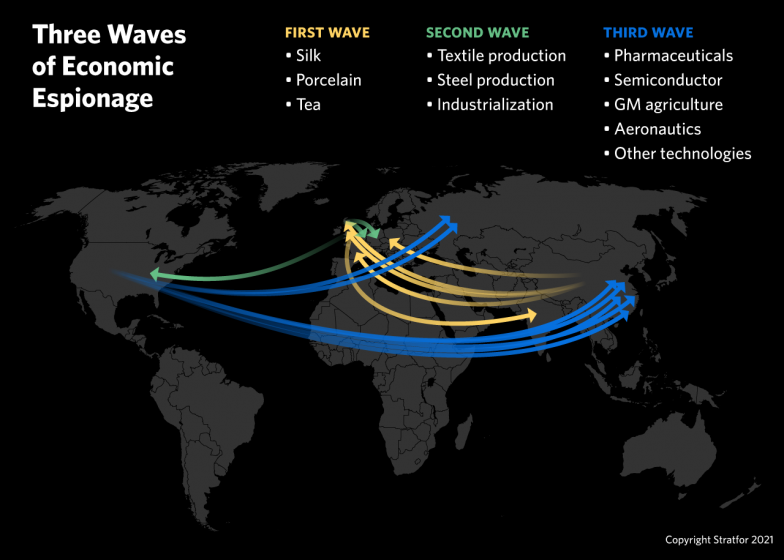 Three Waves
of Economic
Espionage
FIRST WAVE
▪ Silk
▪ Porcelain
▪ Tea
SECOND WAVE
▪ Textile production
▪ Steel production
▪ Industrialization
THIRD WAVE
▪ Pharmaceuticals
▪ Semiconductor
▪ GM agriculture
▪ Aeronautics
▪ Other technologies
Copyright Stratfor 2021